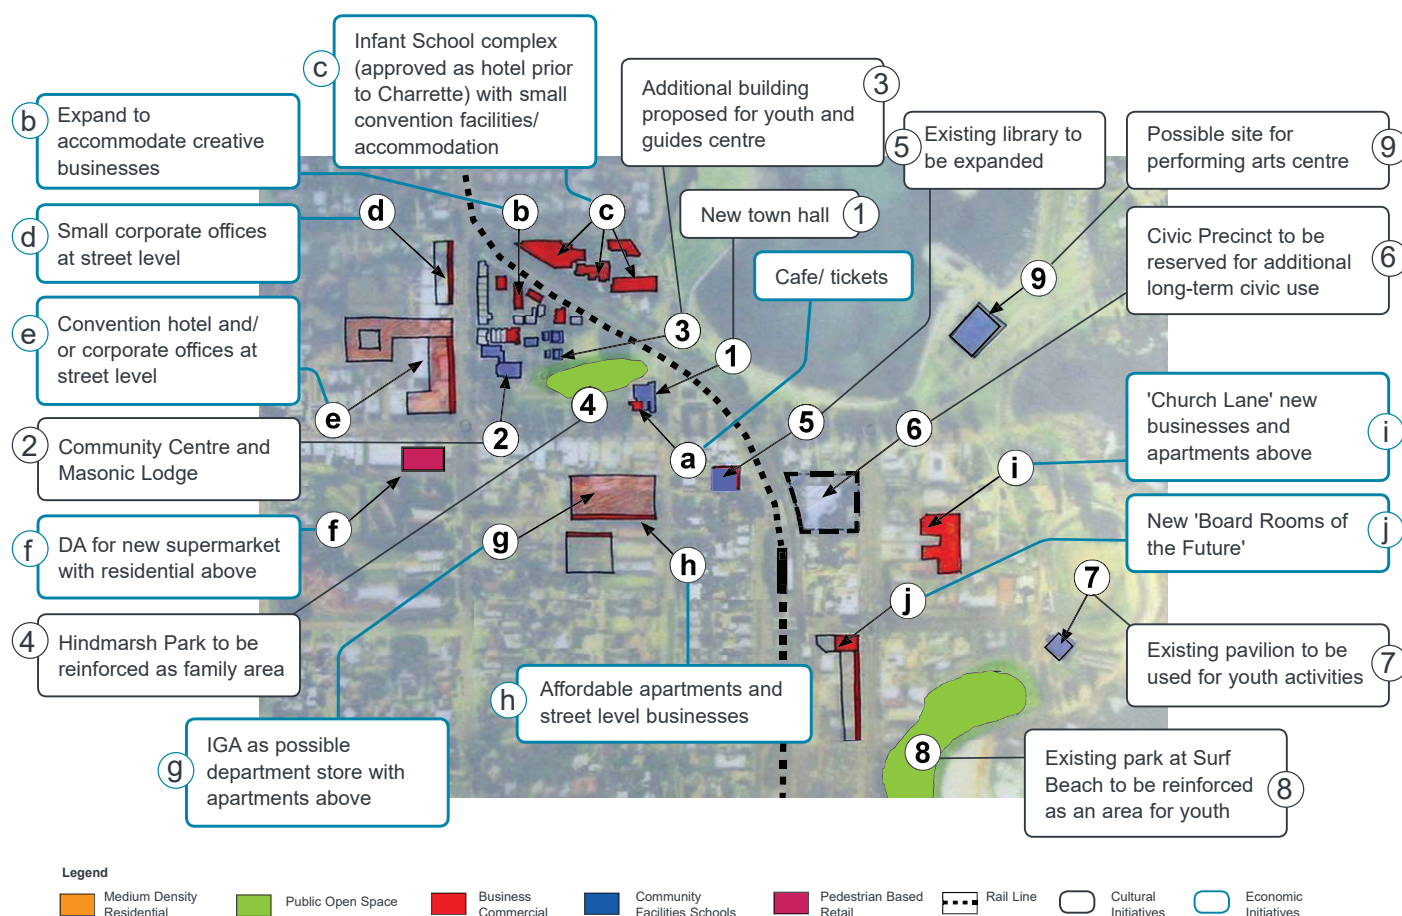 c
Infant School complex
(approved as hotel prior
to Charrette) with small
convention facilities/
accommodation
3
Additional building
proposed for youth and
guides centre
b
Expand to
accommodate creative
businesses
5
Existing library to
be expanded
9
Possible site for
performing arts centre
d
Small corporate offices
at street level
New town hall
1
6
Civic Precinct to be
reserved for additional
long-term civic use
Cafe/ tickets
e
Convention hotel and/
or corporate offices at
street level
2
Community Centre and
Masonic Lodge
i
'Church Lane' new
businesses and
apartments above
f
DA for new supermarket
with residential above
j
New 'Board Rooms of
the Future'
4
Hindmarsh Park to be
reinforced as family area
7
Existing pavilion to be
used for youth activities
h
Affordable apartments and
street level businesses
g
IGA as possible
department store with
apartments above
8
Existing park at Surf
Beach to be reinforced
as an area for youth
d
b
c
9
3
1
e
4
2
a
5
6
i
f
g
h
7
j
8
Legend
Medium Density
Residential
Public Open Space
Business
Commercial
Community
Facilities Schools
Pedestrian Based
Retail
Rail Line
Cultural
Initiatives
Economic
Initiatives